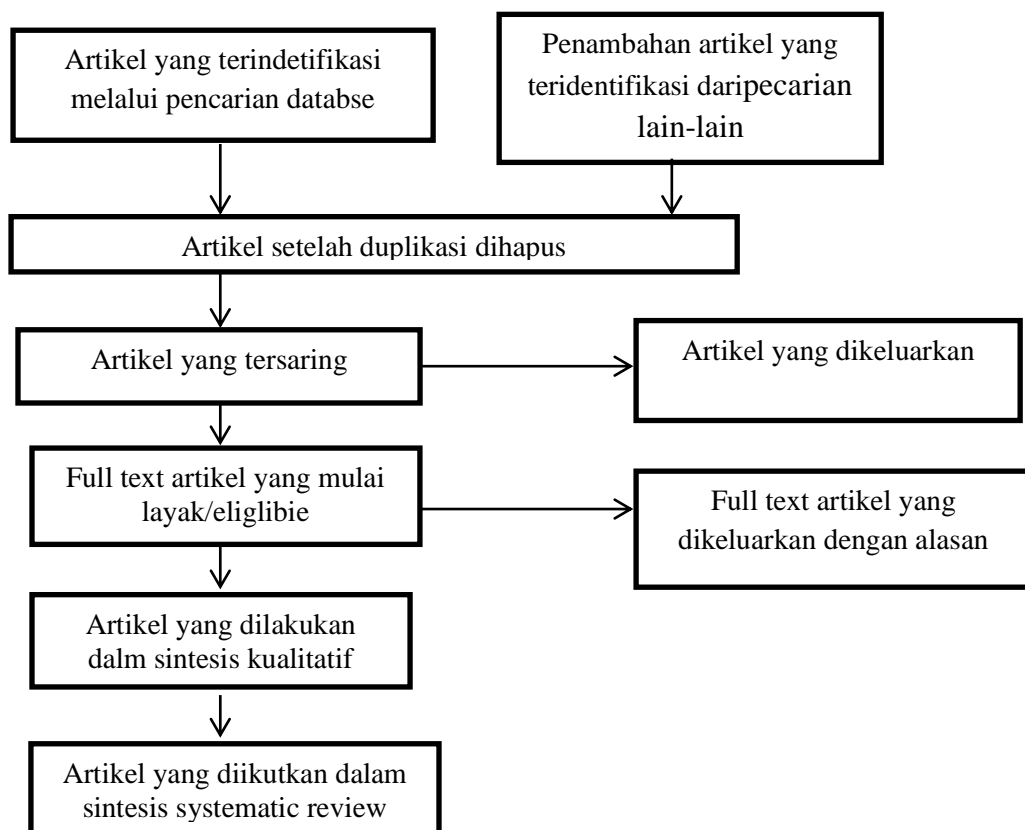 Artikel yang terindetifikasi
melalui pencarian databse
Penambahan artikel yang
teridentifikasi daripecarian
lain-lain
Artikel setelah duplikasi dihapus
Artikel yang tersaring
Artikel yang dikeluarkan
Full text artikel yang mulai
layak/eliglibie
Full text artikel yang
dikeluarkan dengan alasan
Artikel yang dilakukan
dalm sintesis kualitatif
Artikel yang diikutkan dalam
sintesis systematic review